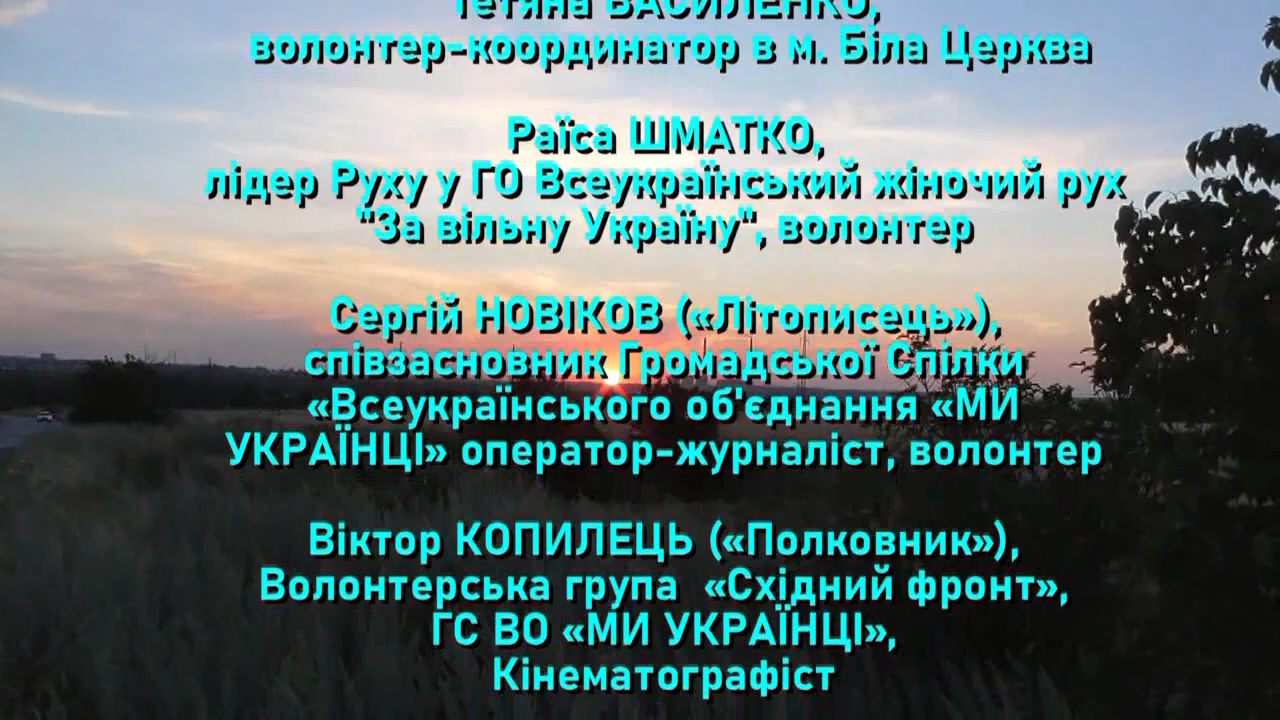 Тетяна ВАСИЛЕНКО,
волонтер-координатор в м. Біла Церква
Раїса ШМАТКО,
лідер Руху у ГО Всеукраїнський жіночий рух
"За вільну Україну", волонтер
Сергій НОВІКОВ («Літописець»),
співзасновник Громадської Спілки
«Всеукраїнського об'єднання «МИ
УКРАЇНЦІ» оператор-журналіст, волонтер
Віктор КОПИЛЕЦЬ («Полковник»),
Волонтерська група «Східний фронт»,
ГС ВО «МИ УКРАЇНЦІ»,
Кінематографіст